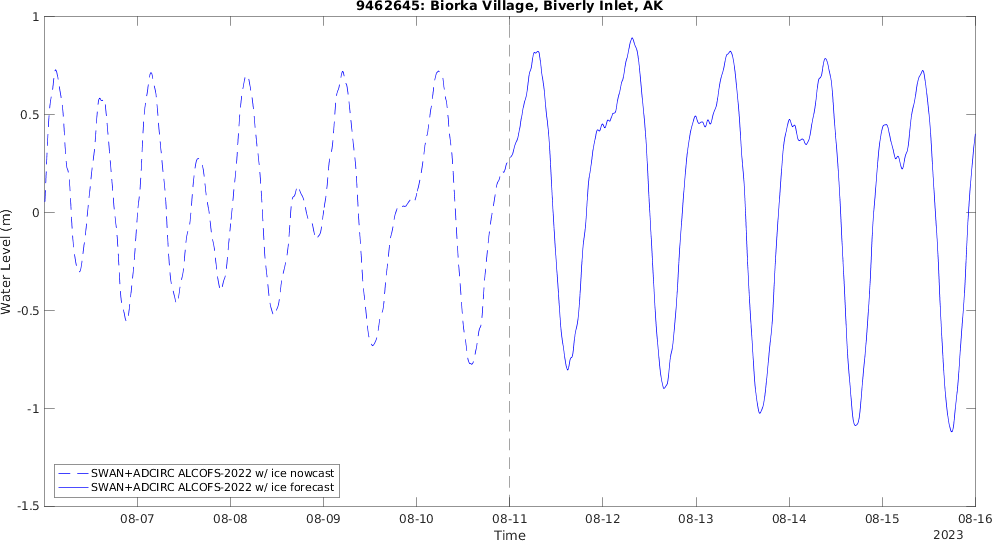 9462645: Biorka Village, Biverly Inlet, AK
1
0.5
0
-0.5
-1
-1.5
Water Level (m)
SWAN+ADCIRC ALCOFS-2022 w/ ice nowcast
SWAN+ADCIRC ALCOFS-2022 w/ ice forecast
08-07 08-08 08-09 08-10 08-11 08-12 08-13 08-14 08-15 08-16
Time
2023